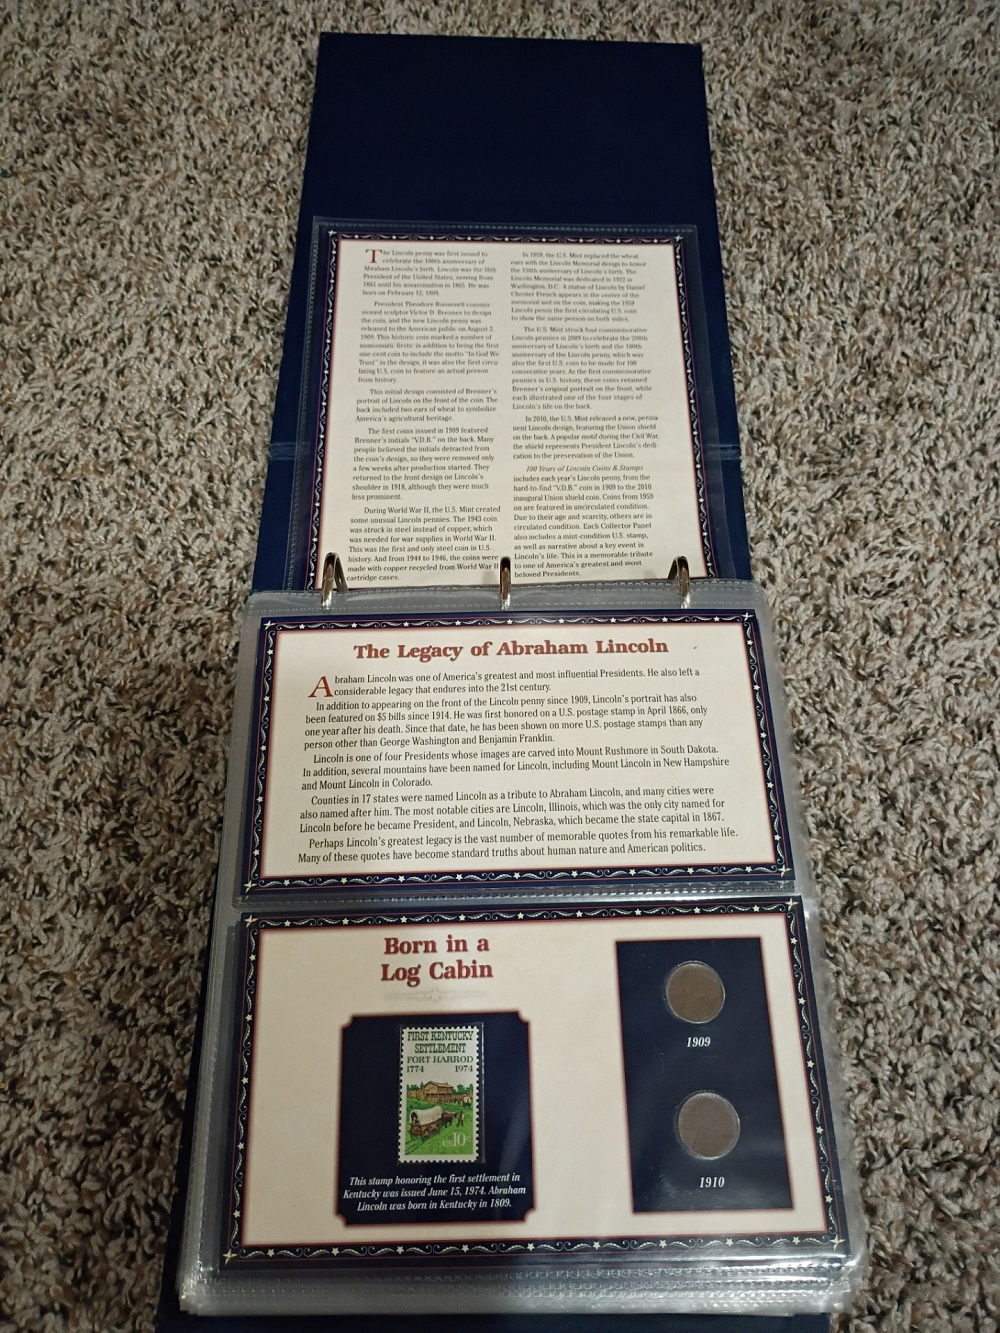 The Lincoln penny was first issued to
celebrate the 100th anniversary of
Abraham Lincoln's birth. Lincoln was the 16th
President of the United States, serving from
1861 until his assassination in 1865. He was
born on February 12, 1809.
President Theodore Roosevelt commis-
sioned sculptor Victor D. Brenner to design
the coin, and the new Lincoln penny was
released to the American public on August 2,
1909. This historic coin marked a number of
numismatic firsts: in addition to being the first
one-cent coin to include the motto "In God We
Trust" in the design, it was also the first circu-
lating U.S. coin to feature an actual person
from history.
This initial design consisted of Brenner's
portrait of Lincoln on the front of the coin. The
back included two ears of wheat to symbolize
America's agricultural heritage.
The first coins issued in 1909 featured
Brenner's initials "V.D.B." on the back. Many
people believed the initials detracted from
the coin's design, so they were removed only
a few weeks after production started. They
returned to the front design on Lincoln's
shoulder in 1918, although they were much
less prominent.
During World War II, the U.S. Mint created
some unusual Lincoln pennies. The 1943 coin
was struck in steel instead of copper, which
was needed for war supplies in World War II.
This was the first and only steel coin in U.S.
history. And from 1944 to 1946, the coins were
made with copper recycled from World War II
cartridge cases.
In 1959, the U.S. Mint replaced the wheat
ears with the Lincoln Memorial design to honor
the 150th anniversary of Lincoln's birth. The
Lincoln Memorial was dedicated in 1922 in
Washington, D.C. A statue of Lincoln by Daniel
Chester French appears in the center of the
memorial and on the coin, making the 1959
Lincoln penny the first circulating U.S. coin
to show the same person on both sides.
The U.S. Mint struck four commemorative
Lincoln pennies in 2009 to celebrate the 200th
anniversary of Lincoln's birth and the 100th
anniversary of the Lincoln penny, which was
also the first U.S. coin to be made for 100
consecutive years. As the first commemorative
pennies in U.S. history, these coins retained
Brenner's original portrait on the front, while
each illustrated one of the four stages of
Lincoln's life on the back.
In 2010, the U.S. Mint released a new, perma-
nent Lincoln design, featuring the Union shield
on the back. A popular motif during the Civil War,
the shield represents President Lincoln's dedi-
cation to the preservation of the Union.
100 Years of Lincoln Coins & Stamps
includes each year's Lincoln penny, from the
hard-to-find "V.D.B." coin in 1909 to the 2010
inaugural Union shield coin. Coins from 1959
on are featured in uncirculated condition.
Due to their age and scarcity, others are in
circulated condition. Each Collector Panel
also includes a mint-condition U.S. stamp,
as well as narrative about a key event in
Lincoln's life. This is a memorable tribute
to one of America's greatest and most
beloved Presidents.
The Legacy of Abraham Lincoln
Abraham Lincoln was one of America's greatest and most influential Presidents. He also left a
considerable legacy that endures into the 21st century.
In addition to appearing on the front of the Lincoln penny since 1909, Lincoln's portrait has also
been featured on $5 bills since 1914. He was first honored on a U.S. postage stamp in April 1866, only
one year after his death. Since that date, he has been shown on more U.S. postage stamps than any
person other than George Washington and Benjamin Franklin.
Lincoln is one of four Presidents whose images are carved into Mount Rushmore in South Dakota.
In addition, several mountains have been named for Lincoln, including Mount Lincoln in New Hampshire
and Mount Lincoln in Colorado.
Counties in 17 states were named Lincoln as a tribute to Abraham Lincoln, and many cities were
also named after him. The most notable cities are Lincoln, Illinois, which was the only city named for
Lincoln before he became President, and Lincoln, Nebraska, which became the state capital in 1867.
Perhaps Lincoln's greatest legacy is the vast number of memorable quotes from his remarkable life.
Many of these quotes have become standard truths about human nature and American politics.
Born in a
Log Cabin
FIRST KENTUCKY
SETTLEMENT
FORT HARROD
1774 1974
US 10c
This stamp honoring the first settlement in
Kentucky was issued June 15, 1974. Abraham
Lincoln was born in Kentucky in 1809.
1909
1910